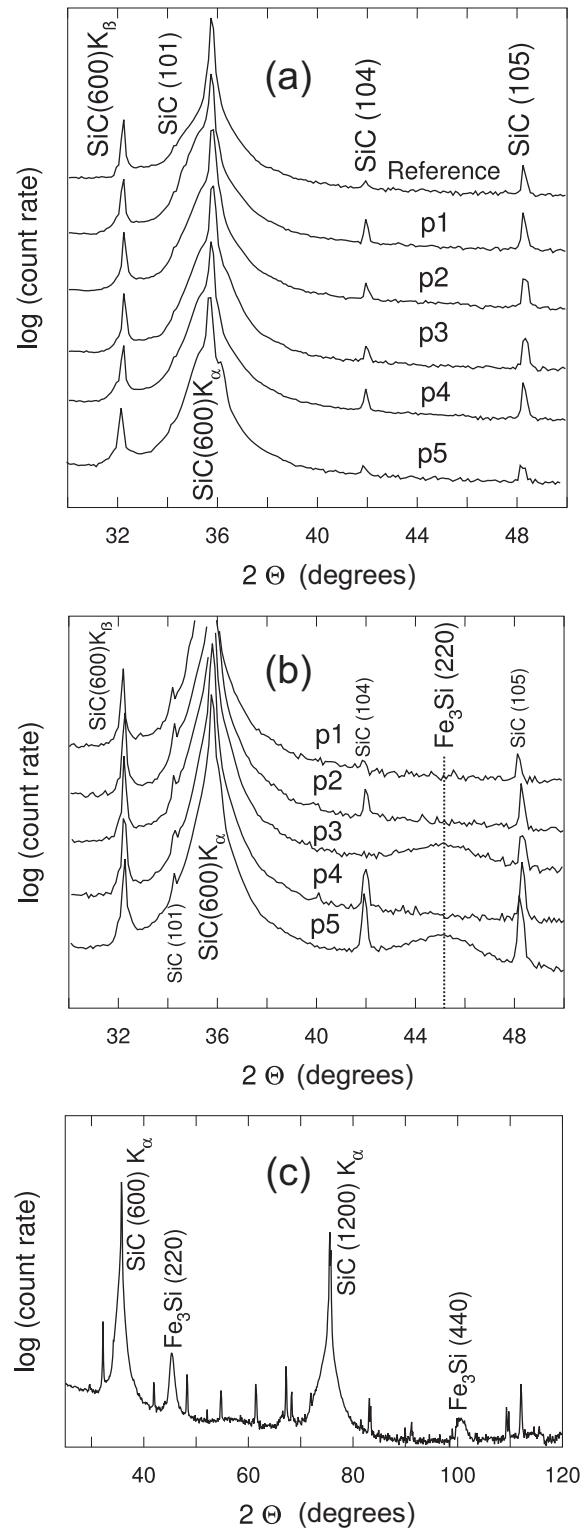 (a)
SiC(600)Kβ
SiC (101)
SiC (104)
SiC (105)
Reference
p1
p2
p3
p4
p5
SiC(600)Kα
log (count rate)
32 36 40 44 48
2 Θ (degrees)
(b)
SiC(600)Kβ
SiC (104)
Fe3Si (220)
SiC (105)
p1
p2
p3
p4
p5
SiC (101)
SiC(600)Kα
log (count rate)
32 36 40 44 48
2 Θ (degrees)
(c)
SiC (600) Kα
Fe3Si (220)
SiC (1200) Kα
Fe3Si (440)
log (count rate)
40 60 80 100 120
2 Θ (degrees)